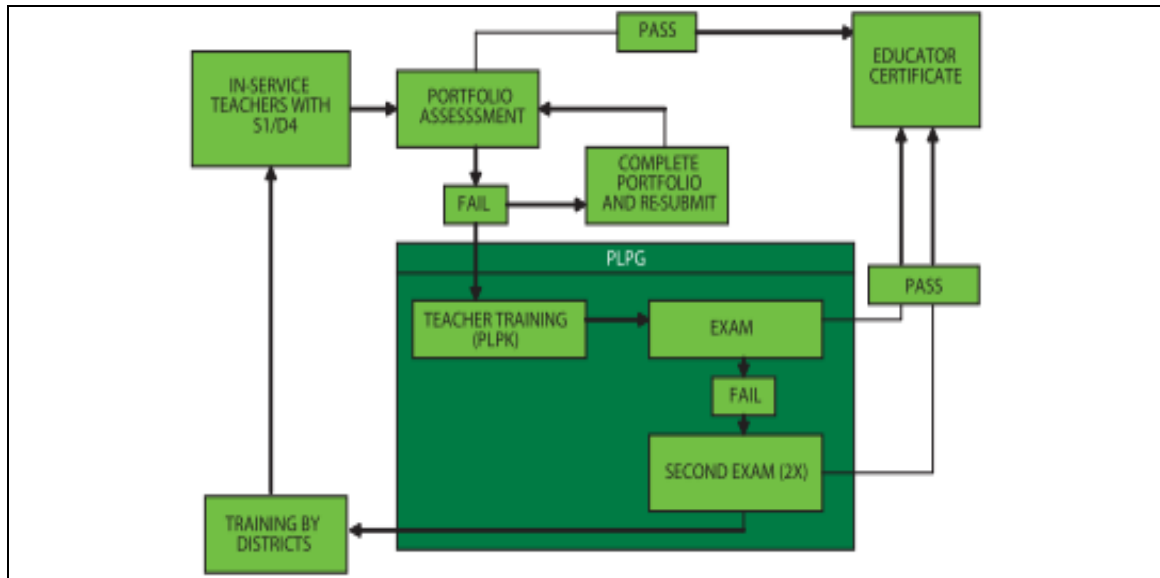 PASS
EDUCATOR
CERTIFICATE
IN-SERVICE
TEACHERS WITH
S1/D4
PORTFOLIO
ASSESSSMENT
COMPLETE
PORTFOLIO
AND RE-SUBMIT
FAIL
PLPG
PASS
TEACHER TRAINING
(PLPK)
EXAM
FAIL
SECOND EXAM (2X)
TRAINING BY
DISTRICTS